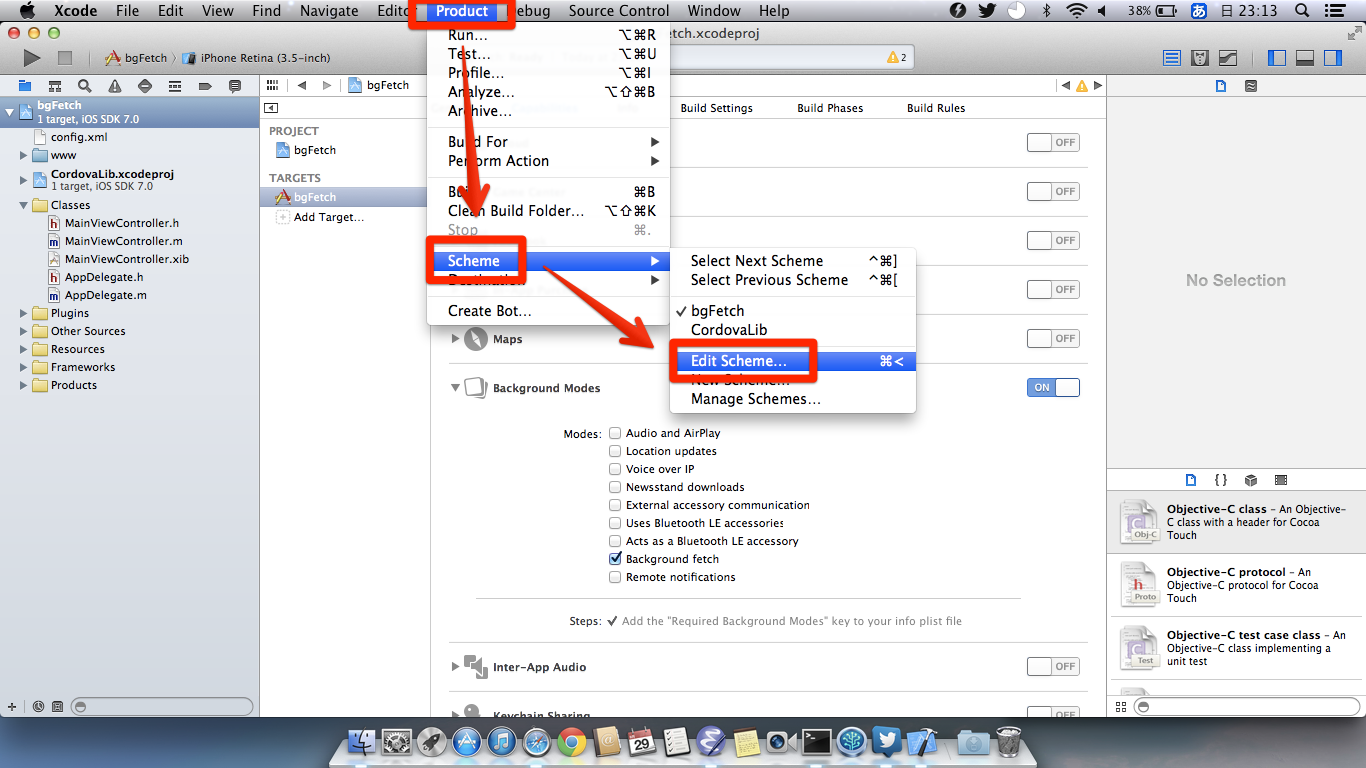 Xcode File Edit View Find Navigate Editor Product Debug Source Control Window Help 38% あ 日 23:13
bgFetch.xcodeproj
bgFetch 〉 iPhone Retina (3.5-inch)
2
bgFetch
1 target, iOS SDK 7.0
config.xml
www
CordovaLib.xcodeproj
1 target, iOS SDK 7.0
Classes
MainViewController.h
MainViewController.m
MainViewController.xib
AppDelegate.h
AppDelegate.m
Plugins
Other Sources
Resources
Frameworks
Products
bgFetch
PROJECT
bgFetch
TARGETS
bgFetch
Add Target...
Run... ⌥⌘R
Test... ⌥⌘U
Profile... ⌥⌘I
Analyze... ⌥⇧⌘B
Archive...
Build For
Perform Action
Build ⌘B
Clean Build Folder... ⌥⇧⌘K
Stop ⌘.
Scheme
Destination
Create Bot...
Select Next Scheme ^⌘]
Select Previous Scheme ^⌘[
✓ bgFetch
CordovaLib
Edit Scheme... ⌘<
New Scheme...
Manage Schemes...
Build Settings Build Phases Build Rules
OFF
OFF
OFF
OFF
Maps OFF
Background Modes ON
Modes: Audio and AirPlay
Location updates
Voice over IP
Newsstand downloads
External accessory communication
Uses Bluetooth LE accessories
Acts as a Bluetooth LE accessory
Background fetch
Remote notifications
Steps: ✓ Add the "Required Background Modes" key to your info plist file
Inter-App Audio OFF
Keychain Sharing OFF
No Selection
{ }
Obj-C
Objective-C class - An Objective-
C class with a header for Cocoa
Touch
h
Proto
Objective-C protocol - An
Objective-C protocol for Cocoa
Touch
Test
Objective-C test case class - An
Objective-C class implementing a
unit test
29